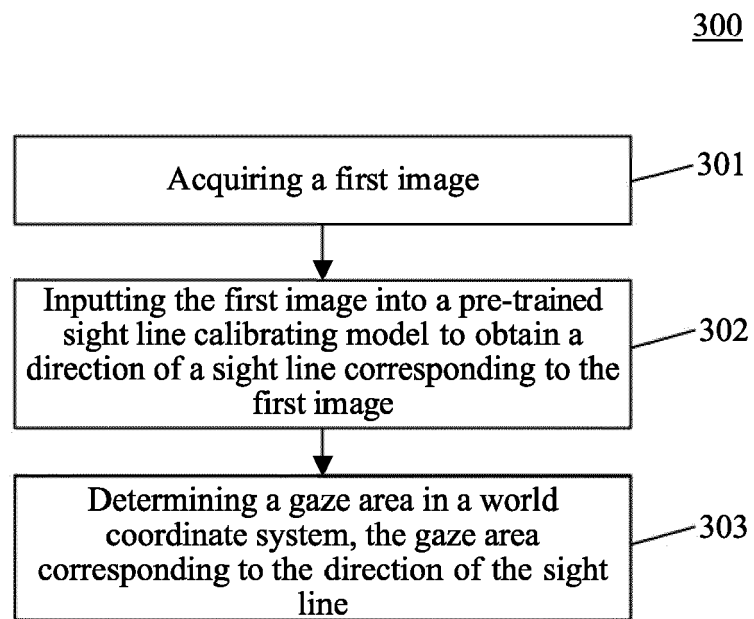 300
Acquiring a first image
301
Inputting the first image into a pre-trained
sight line calibrating model to obtain a
direction of a sight line corresponding to the
first image
302
Determining a gaze area in a world
coordinate system, the gaze area
corresponding to the direction of the sight
line
303